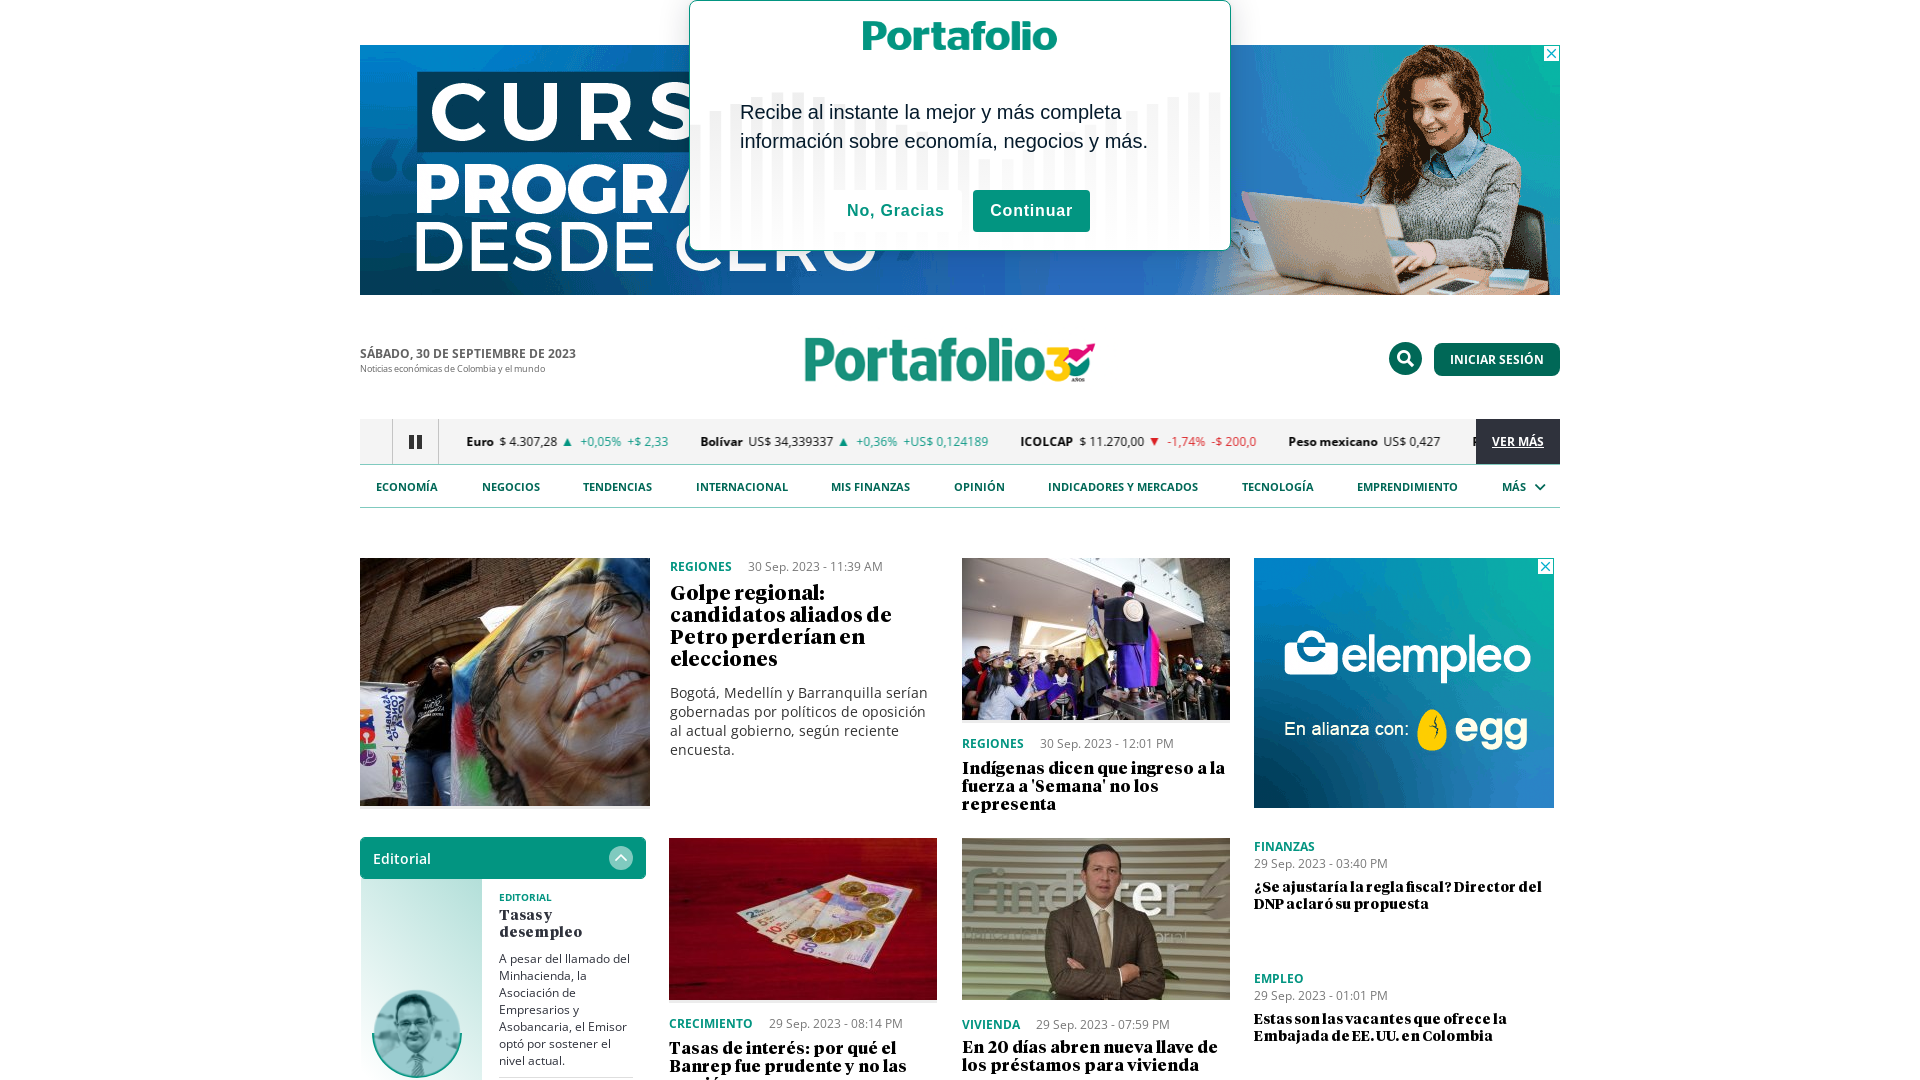 Portafolio
Recibe al instante la mejor y más completa
información sobre economía, negocios y más.
No, Gracias
Continuar
CURS
PROGRA
DESDE CERO
SÁBADO, 30 DE SEPTIEMBRE DE 2023
Noticias económicas de Colombia y el mundo
Portafolio 30
AÑOS
INICIAR SESIÓN
Euro $ 4.307,28 ▲ +0,05% +$ 2,33
Bolívar US$ 34,339337 ▲ +0,36% +US$ 0,124189
ICOLCAP $ 11.270,00 ▼ -1,74% -$ 200,0
Peso mexicano US$ 0,427
VER MÁS
ECONOMÍA
NEGOCIOS
TENDENCIAS
INTERNACIONAL
MIS FINANZAS
OPINIÓN
INDICADORES Y MERCADOS
TECNOLOGÍA
EMPRENDIMIENTO
MÁS
REGIONES 30 Sep. 2023 - 11:39 AM
Golpe regional:
candidatos aliados de
Petro perderían en
elecciones
Bogotá, Medellín y Barranquilla serían
gobernadas por políticos de oposición
al actual gobierno, según reciente
encuesta.
REGIONES 30 Sep. 2023 - 12:01 PM
Indígenas dicen que ingreso a la
fuerza a 'Semana' no los
representa
elempleo
En alianza con: egg
Editorial
EDITORIAL
Tasas y
desempleo
A pesar del llamado del
Minhacienda, la
Asociación de
Empresarios y
Asobancaria, el Emisor
optó por sostener el
nivel actual.
CRECIMIENTO 29 Sep. 2023 - 08:14 PM
Tasas de interés: por qué el
Banrep fue prudente y no las
VIVIENDA 29 Sep. 2023 - 07:59 PM
En 20 días abren nueva llave de
los préstamos para vivienda
FINANZAS
29 Sep. 2023 - 03:40 PM
¿Se ajustaría la regla fiscal? Director del
DNP aclaró su propuesta
EMPLEO
29 Sep. 2023 - 01:01 PM
Estas son las vacantes que ofrece la
Embajada de EE. UU. en Colombia